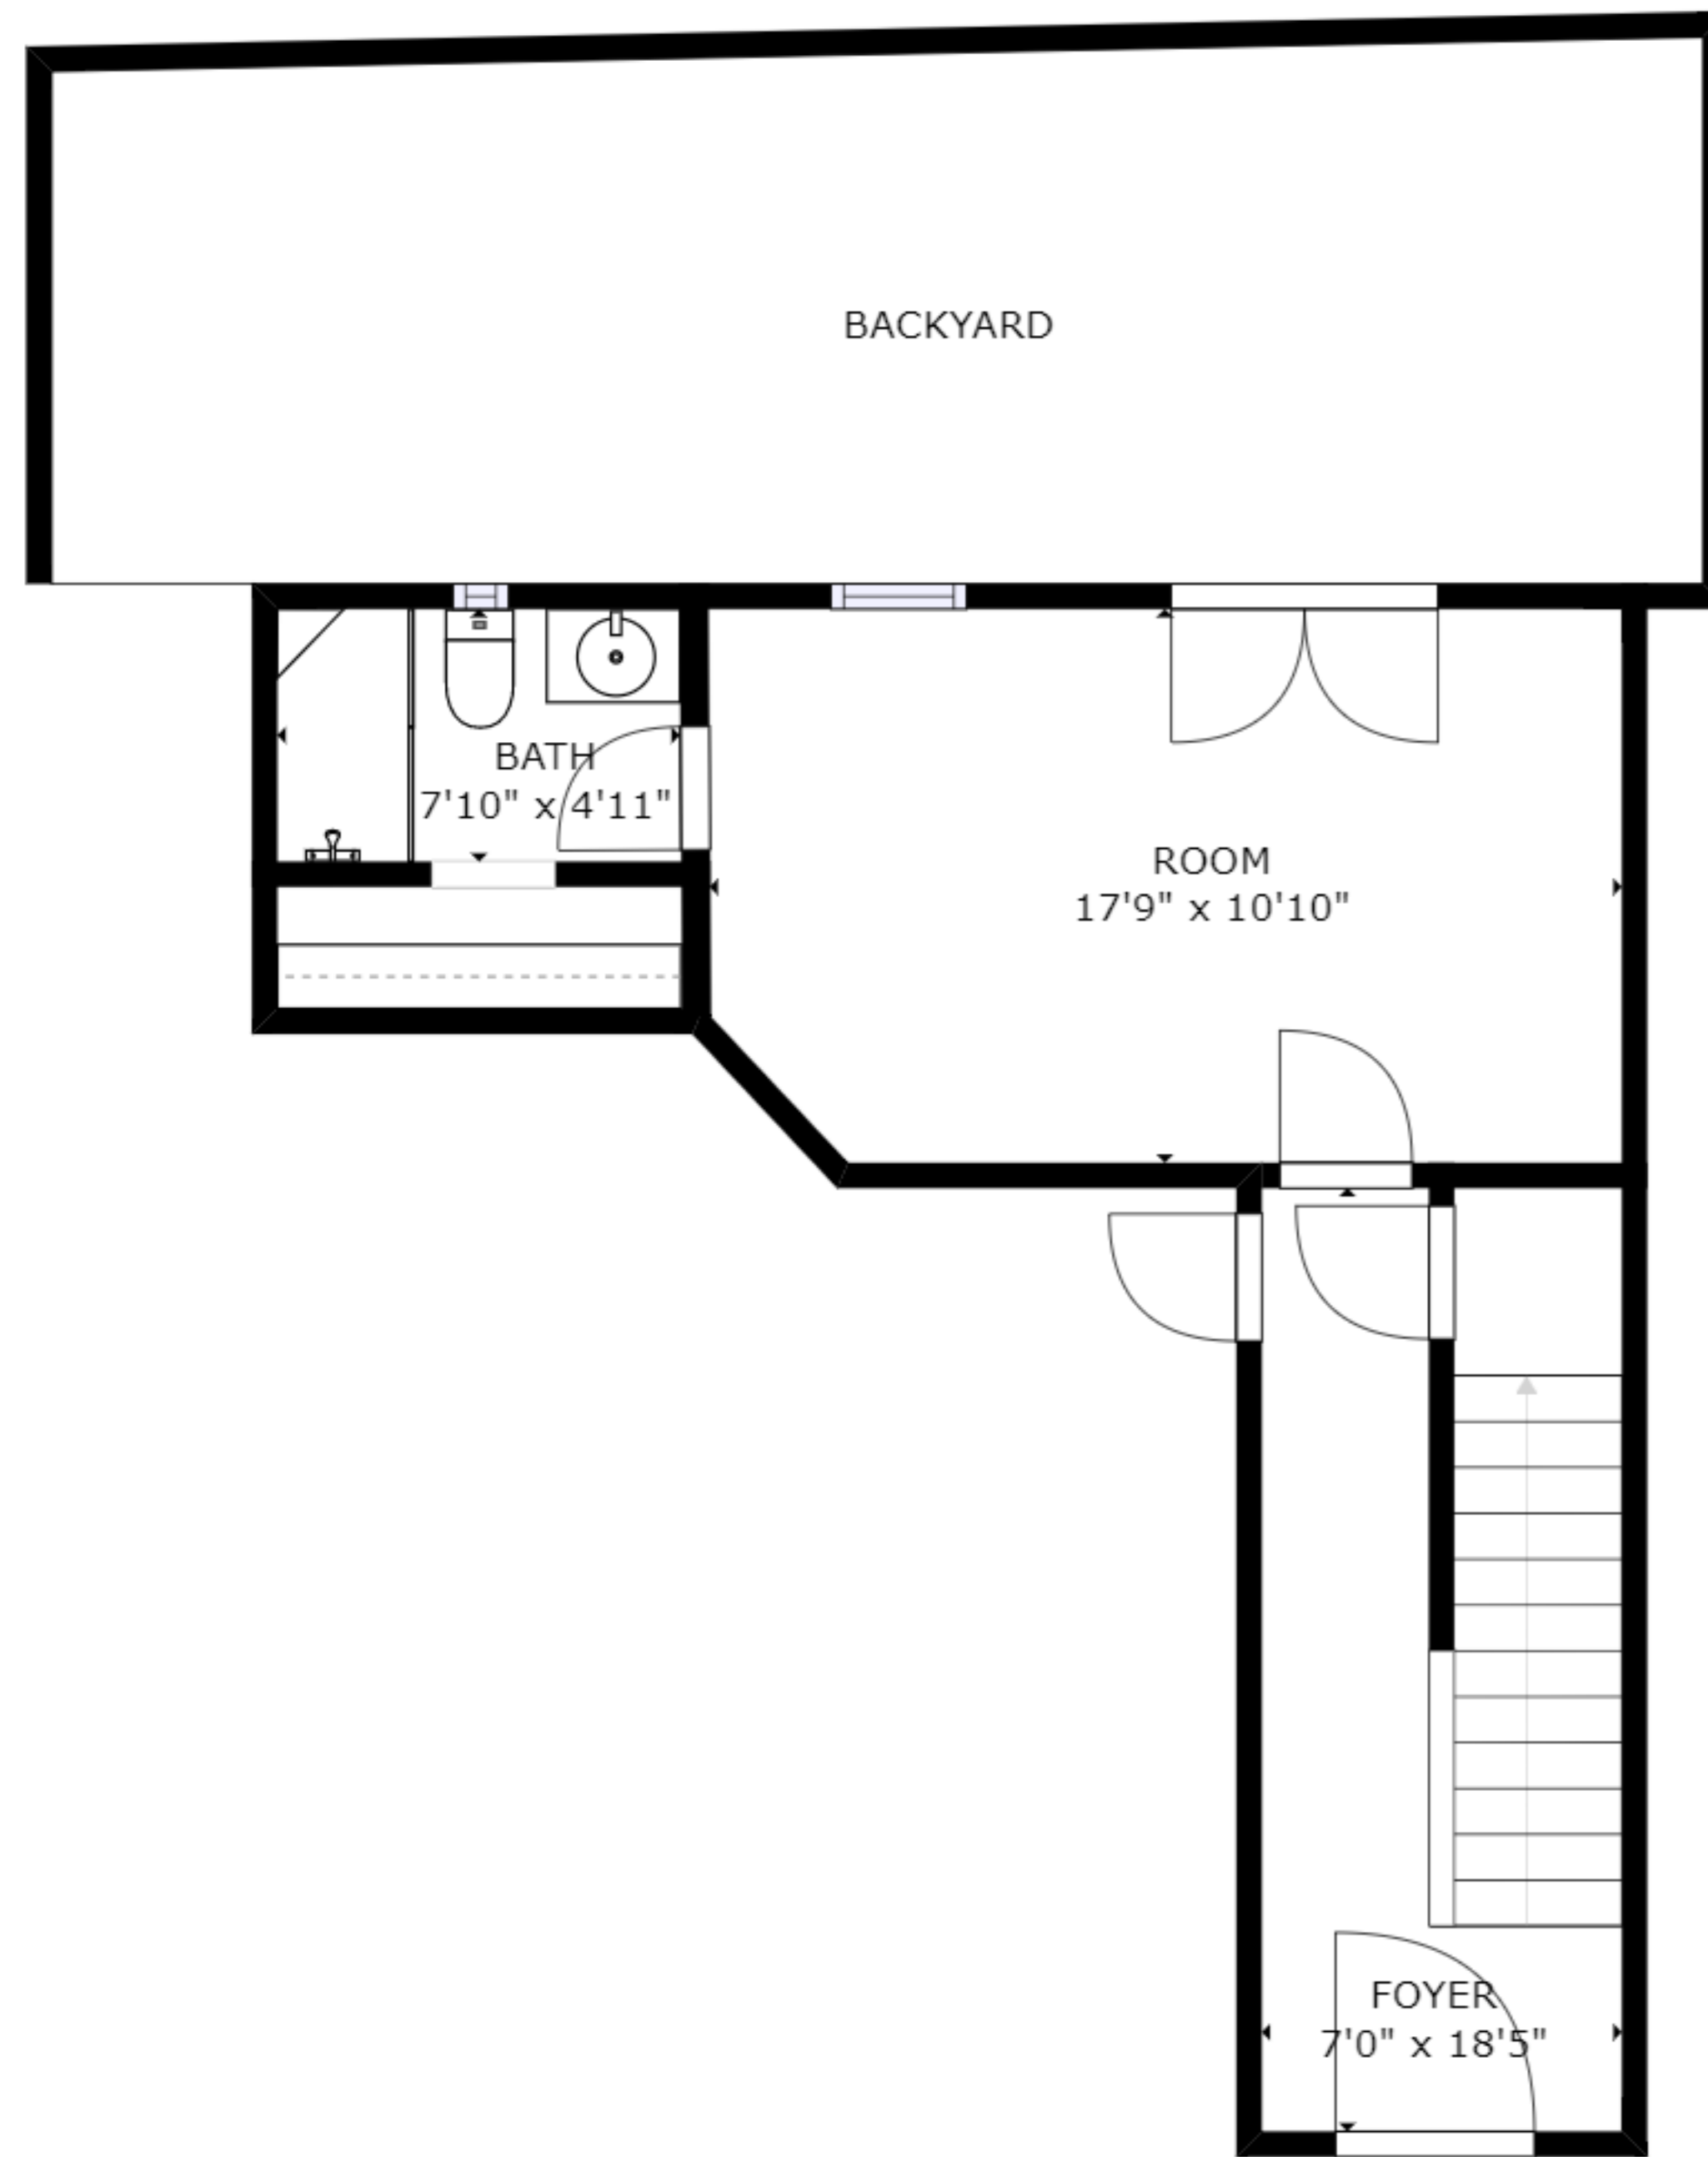 BACKYARD
BATH
7'10" x 4'11"
ROOM
17'9" x 10'10"
FOYER
7'0" x 18'5"